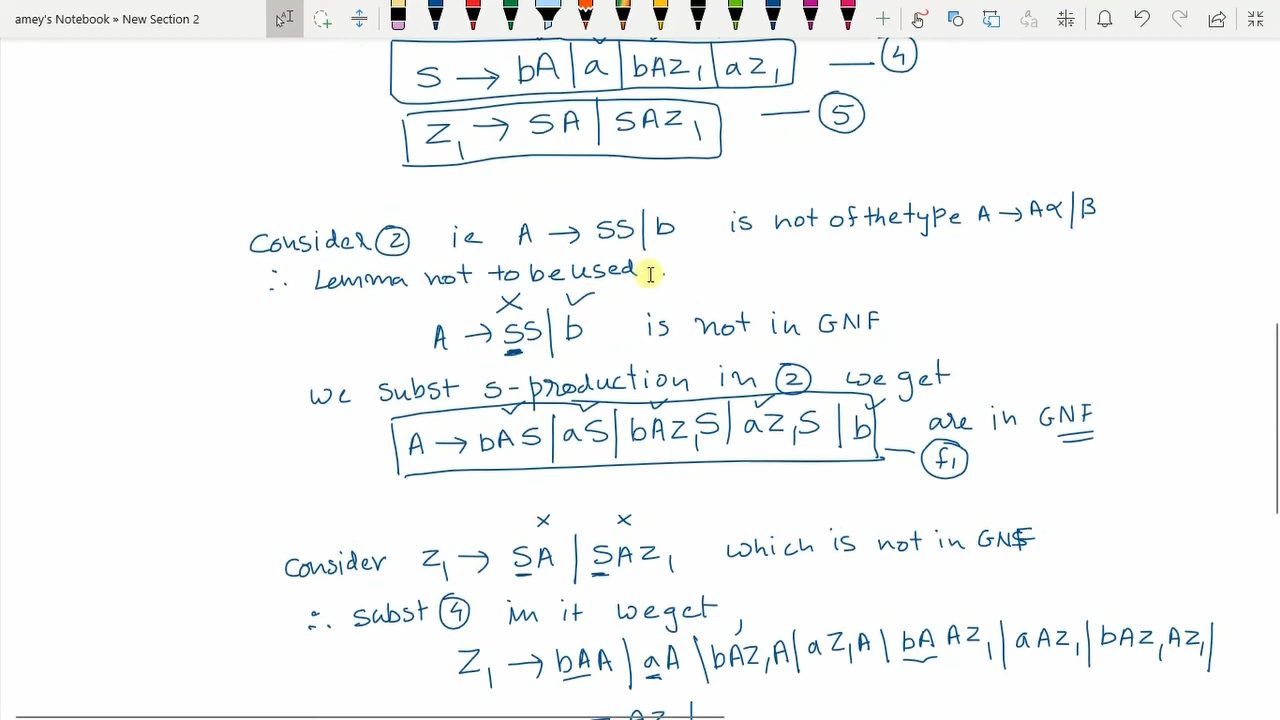 amey's Notebook » New Section 2
S → bA | a | bAZ₁ | aZ₁ — ④
Z₁ → SA | SAZ₁ — ⑤
Consider ② ie A → SS | b is not of the type A → Aα | B
∴ Lemma not to be used.
A → SS | b is not in GNF
we subst s-production in ② we get
A → bAS | aS | bAZ₁S | aZ₁S | b — (f₁) are in GNF
Consider Z₁ → SA | SAZ₁ which is not in GNF
∴ subst ④ in it we get,
Z₁ → bAA | aA | bAZ₁A | aZ₁A | bAAZ₁ | aAZ₁ | bAZ₁AZ₁ |